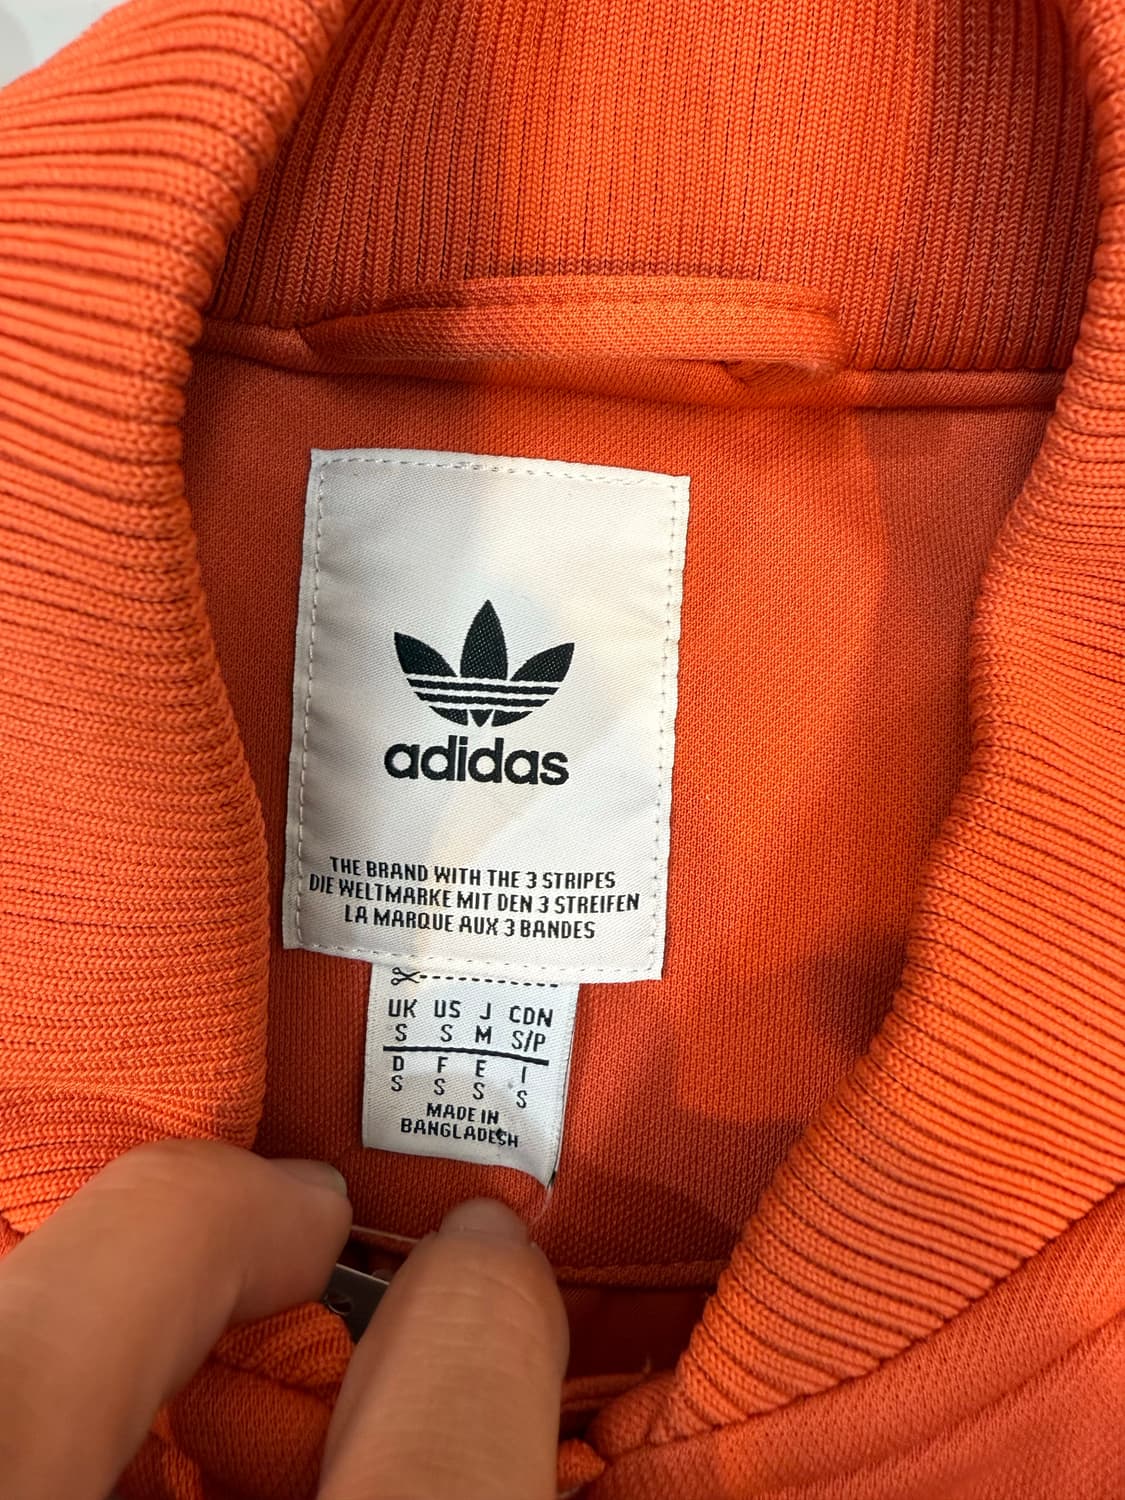 adidas
THE BRAND WITH THE 3 STRIPES
DIE WELTMARKE MIT DEN 3 STREIFEN
LA MARQUE AUX 3 BANDES
UK US J CDN
S S M S/P
D F E I
S S S S
MADE IN
BANGLADESH